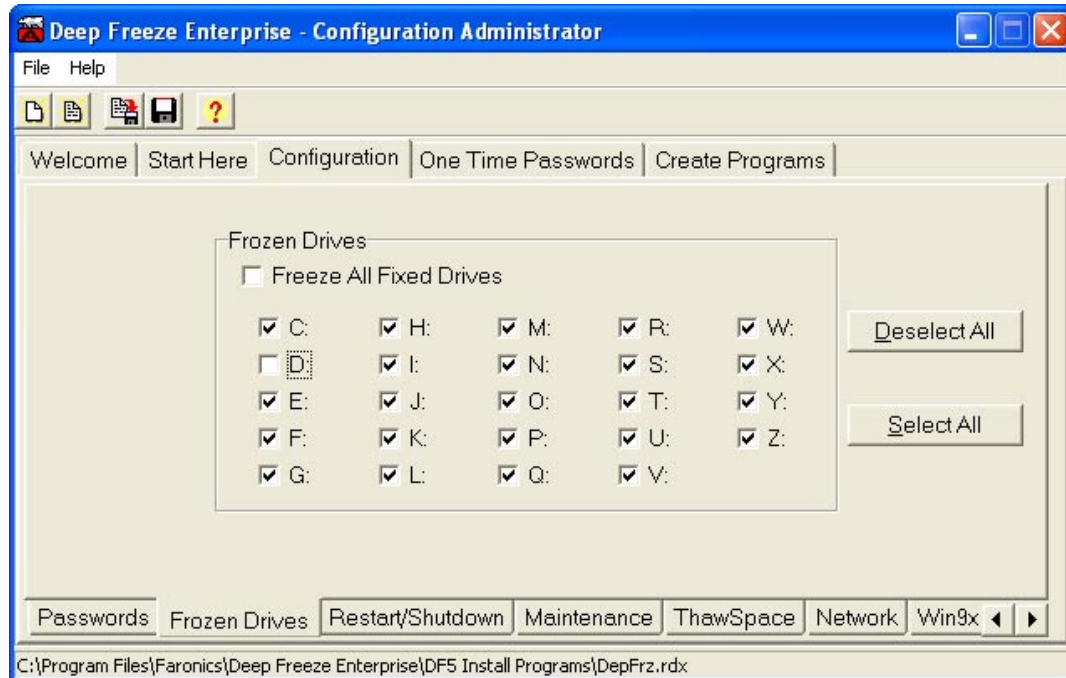 Deep Freeze Enterprise - Configuration Administrator
File Help
?
Welcome Start Here Configuration One Time Passwords Create Programs
Frozen Drives
Freeze All Fixed Drives
C: H: M: R: W:
D: I: N: S: X:
E: J: O: T: Y:
F: K: P: U: Z:
G: L: Q: V:
Deselect All
Select All
Passwords Frozen Drives Restart/Shutdown Maintenance ThawSpace Network Win9x
C:\Program Files\Faronics\Deep Freeze Enterprise\DF5 Install Programs\DepFrz.rdx